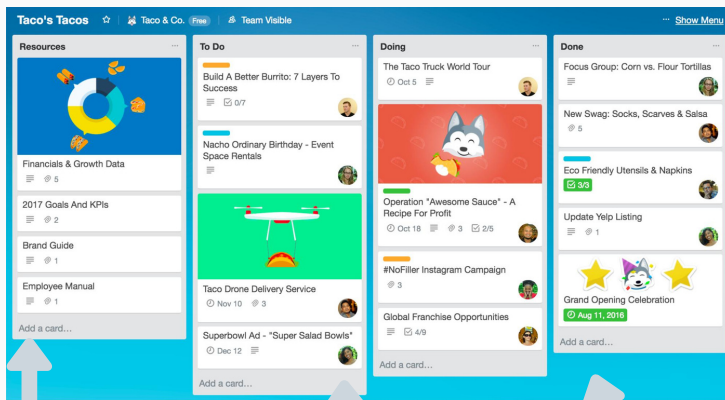 Taco's Tacos
Taco & Co. Free
Team Visible
··· Show Menu
Resources
Financials & Growth Data
5
2017 Goals And KPIs
2
Brand Guide
1
Employee Manual
1
Add a card…
To Do
Build A Better Burrito: 7 Layers To
Success
0/7
Nacho Ordinary Birthday - Event
Space Rentals
Taco Drone Delivery Service
Nov 10 3
Superbowl Ad - "Super Salad Bowls"
Dec 12
Add a card…
Doing
The Taco Truck World Tour
Oct 5
Operation "Awesome Sauce" - A
Recipe For Profit
Oct 18 3 2/5
#NoFiller Instagram Campaign
3
Global Franchise Opportunities
4/9
Add a card…
Done
Focus Group: Corn vs. Flour Tortillas
New Swag: Socks, Scarves & Salsa
5
Eco Friendly Utensils & Napkins
3/3
Update Yelp Listing
1
Grand Opening Celebration
Aug 11, 2016
Add a card…